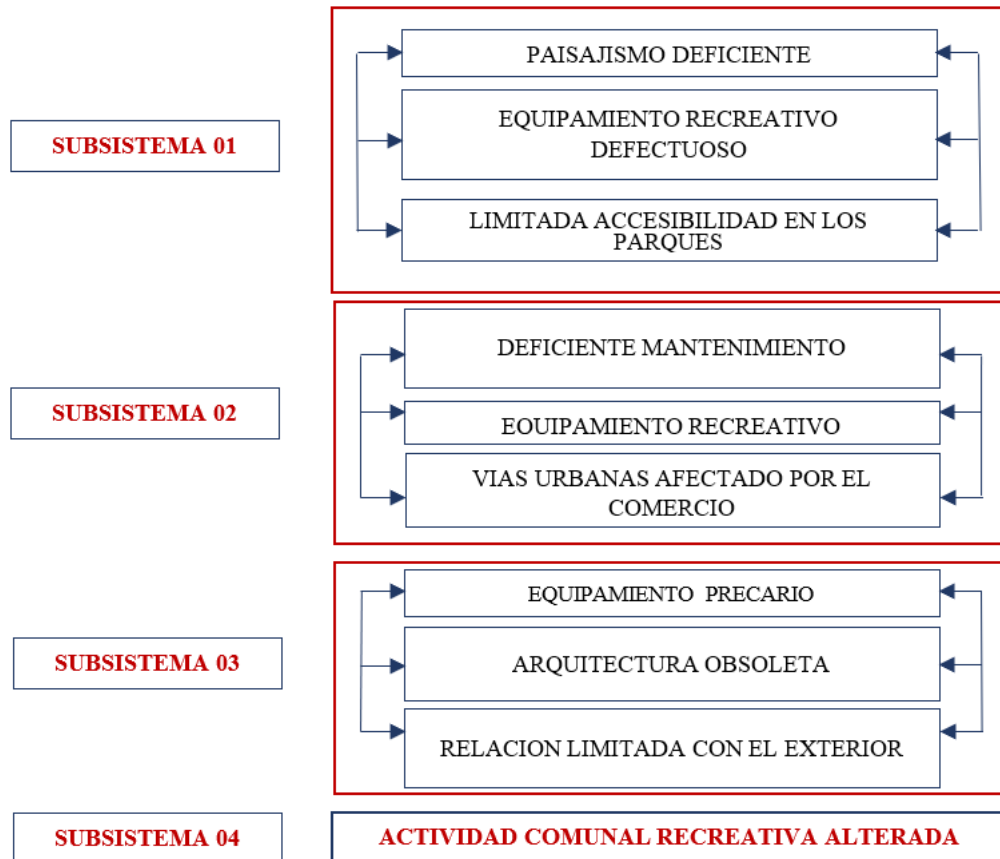 PAISAJISMO DEFICIENTE
SUBSISTEMA 01
EQUIPAMIENTO RECREATIVO
DEFECTUOSO
LIMITADA ACCESIBILIDAD EN LOS
PARQUES
DEFICIENTE MANTENIMIENTO
SUBSISTEMA 02
EQUIPAMIENTO RECREATIVO
VIAS URBANAS AFECTADO POR EL
COMERCIO
EQUIPAMIENTO PRECARIO
SUBSISTEMA 03
ARQUITECTURA OBSOLETA
RELACION LIMITADA CON EL EXTERIOR
SUBSISTEMA 04
ACTIVIDAD COMUNAL RECREATIVA ALTERADA